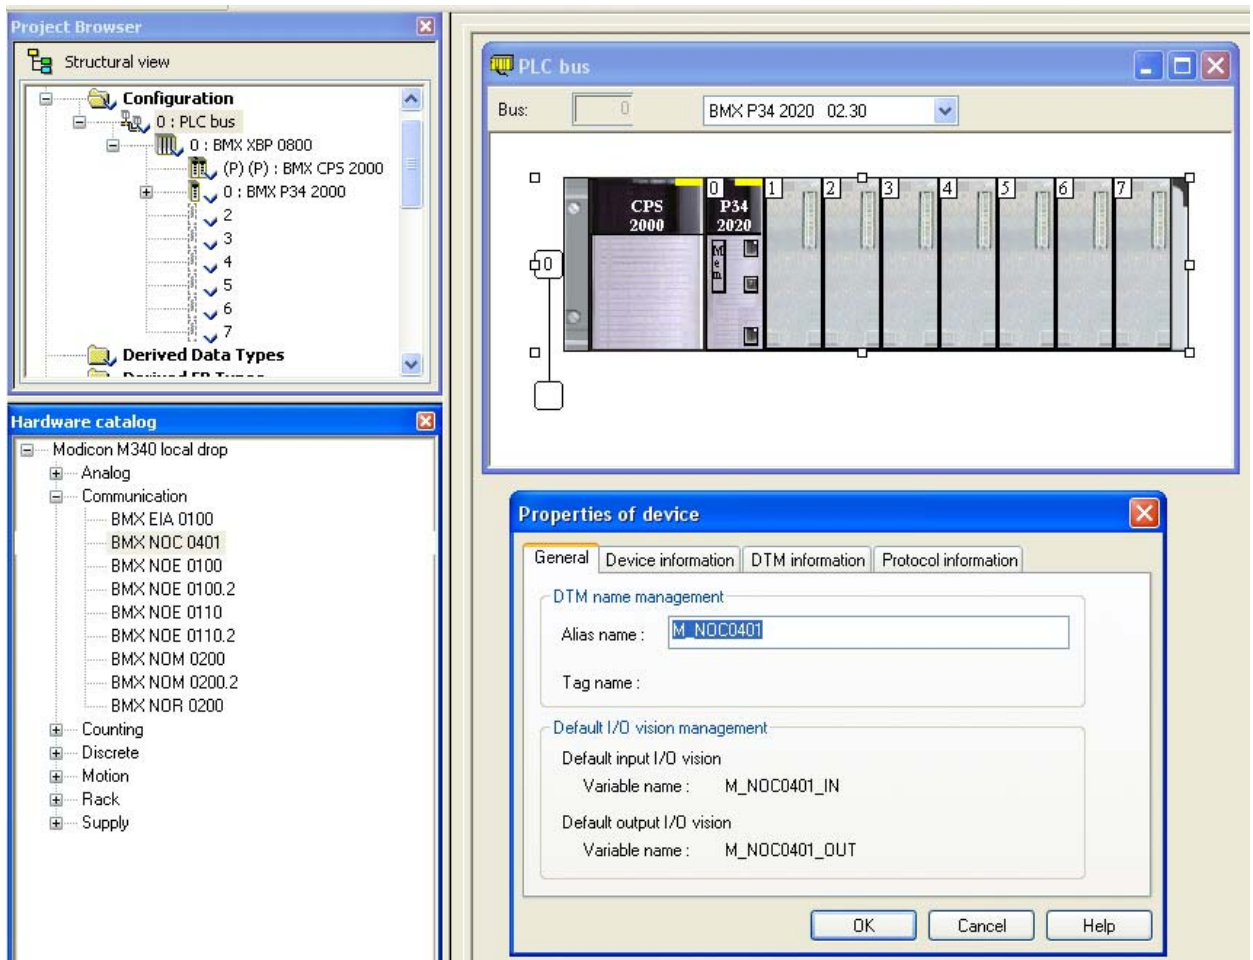 Project Browser
Structural view
Configuration
0 : PLC bus
0 : BMX XBP 0800
(P) (P) : BMX CPS 2000
0 : BMX P34 2000
2
3
4
5
6
7
Derived Data Types
Derived FB Types
Hardware catalog
Modicon M340 local drop
Analog
Communication
BMX EIA 0100
BMX NOC 0401
BMX NOE 0100
BMX NOE 0100.2
BMX NOE 0110
BMX NOE 0110.2
BMX NOM 0200
BMX NOM 0200.2
BMX NOR 0200
Counting
Discrete
Motion
Rack
Supply
PLC bus
Bus: 0 BMX P34 2020 02.30
0 1 2 3 4 5 6 7
CPS P34
2000 2020
Mem
0
Properties of device
General Device information DTM information Protocol information
DTM name management
Alias name : M_NOC0401
Tag name :
Default I/O vision management
Default input I/O vision
Variable name : M_NOC0401_IN
Default output I/O vision
Variable name : M_NOC0401_OUT
OK Cancel Help